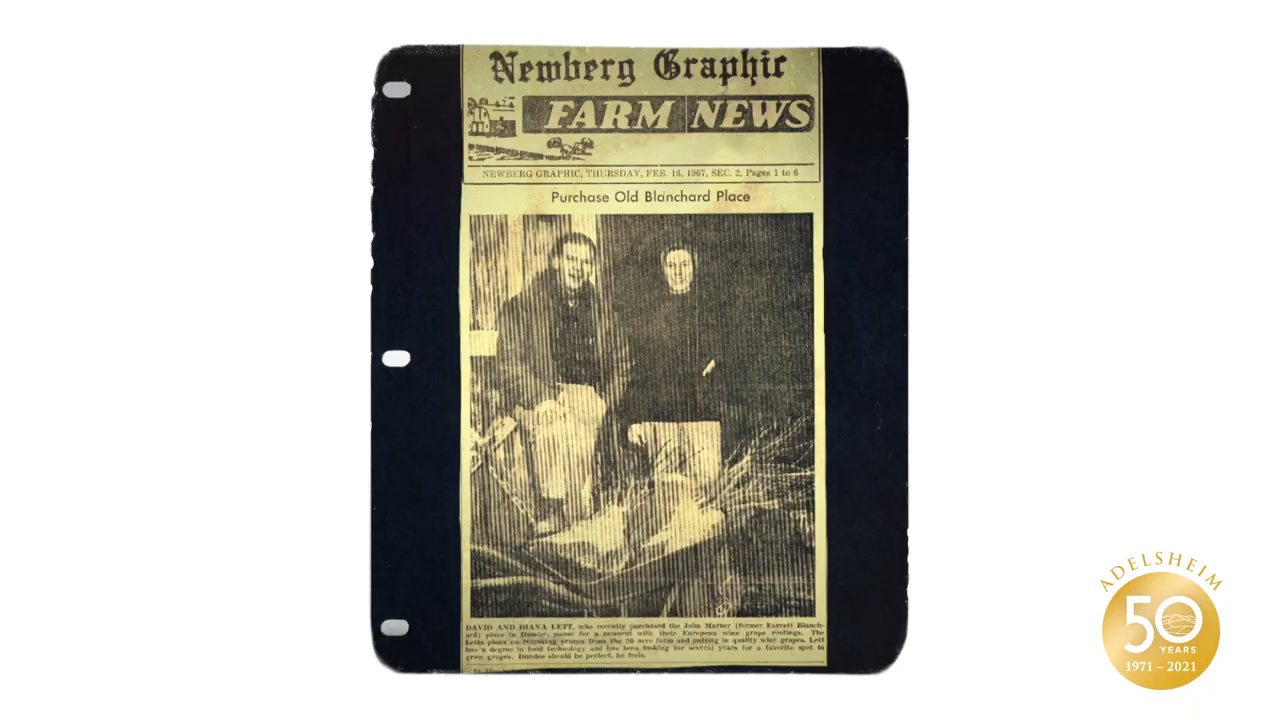 Newberg Graphic
FARM NEWS
NEWBERG GRAPHIC, THURSDAY, FEB. 16, 1967, SEC. 2, Pages 1 to 6
Purchase Old Blanchard Place
DAVID AND DIANA LETT, who recently purchased the John Marner (former Everett Blanch-
ard) place in Dundee, pause for a moment with their European wine grape rootings. The
Letts plans on removing prunes from the 20 acre farm and putting in quality wine grapes. Lett
has a degree in food technology and has been looking for several years for a favorite spot to
grow grapes. Dundee should be perfect, he feels.
ADELSHEIM
50
YEARS
1971 – 2021